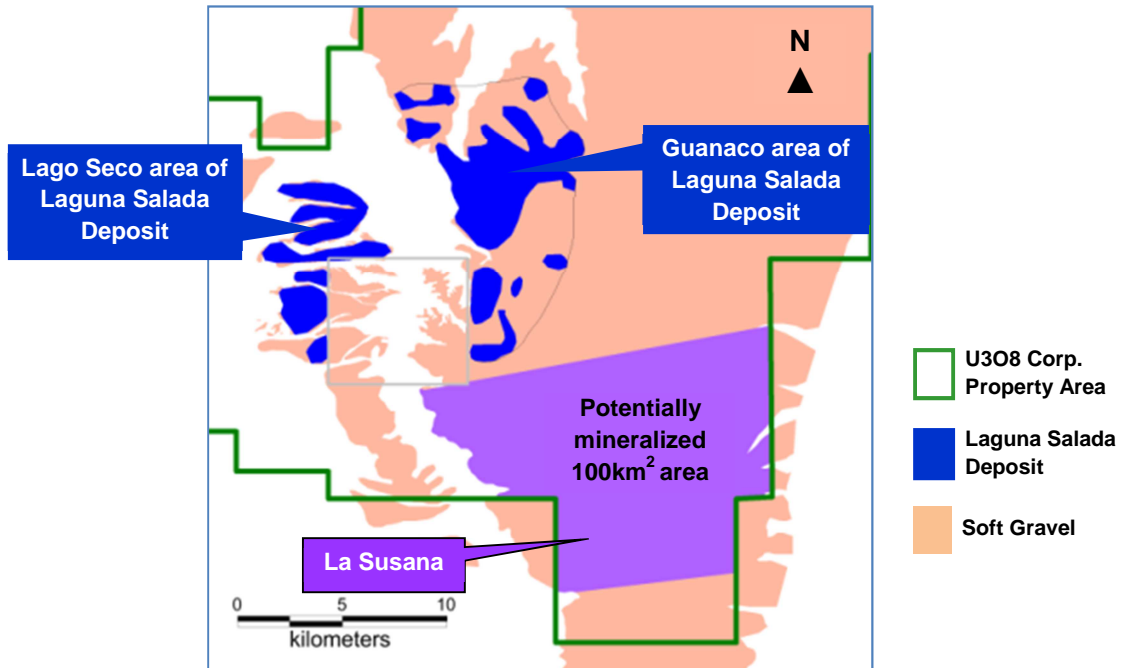 N
Lago Seco area of
Laguna Salada
Deposit
Guanaco area of
Laguna Salada
Deposit
Potentially
mineralized
100km² area
La Susana
0 5 10
kilometers
U3O8 Corp.
Property Area
Laguna Salada
Deposit
Soft Gravel